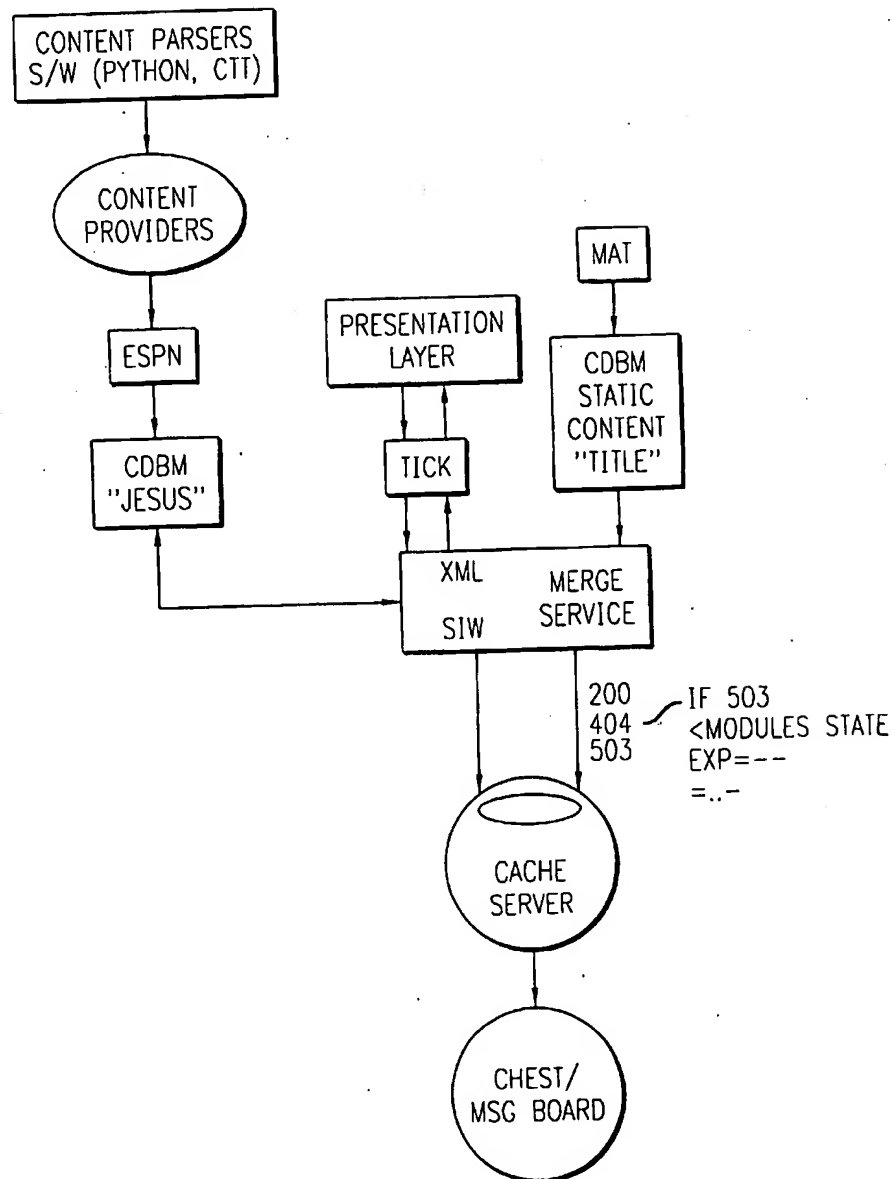 CONTENT PARSERS
S/W (PYTHON, CTT)
CONTENT
PROVIDERS
ESPN
CDBM
"JESUS"
PRESENTATION
LAYER
TICK
MAT
CDBM
STATIC
CONTENT
"TITLE"
XML
SIW
MERGE
SERVICE
200
404
503
IF 503
<MODULES STATE
EXP=--
=..-
CACHE
SERVER
CHEST/
MSG BOARD